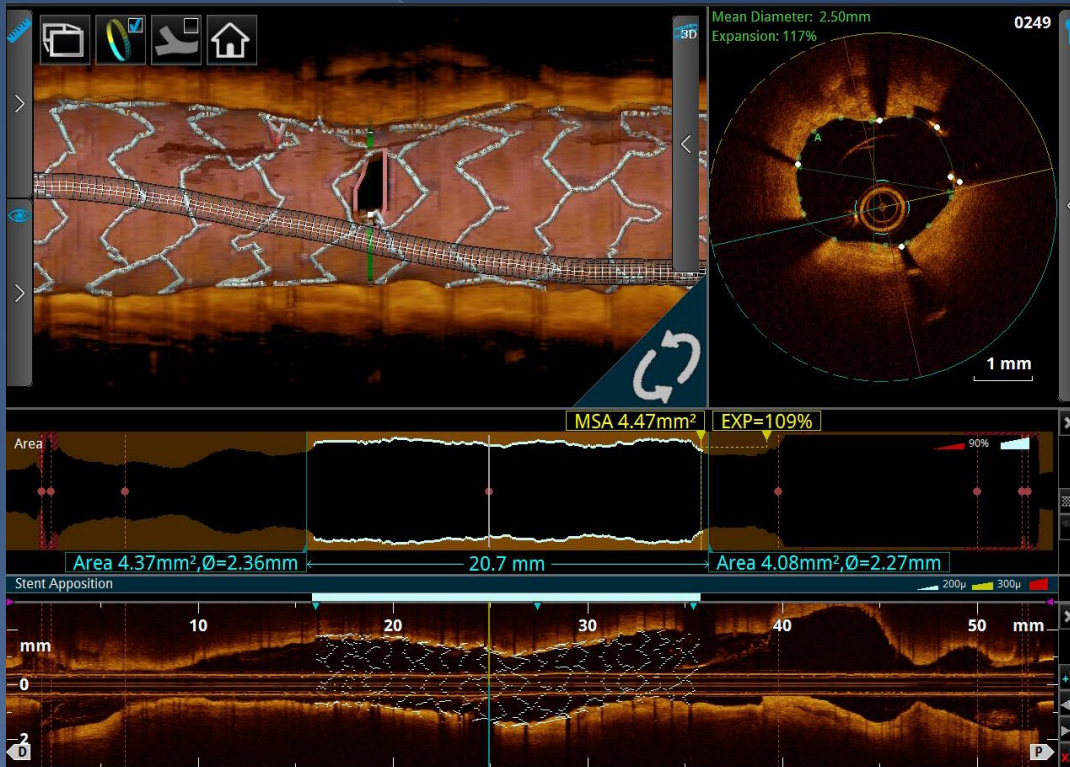 3D
Mean Diameter: 2.50mm
Expansion: 117%
0249
A
1 mm
MSA 4.47mm²
EXP=109%
Area
90%
Area 4.37mm²,Ø=2.36mm
20.7 mm
Area 4.08mm²,Ø=2.27mm
Stent Apposition
200µ
300µ
10
20
30
40
50
mm
mm
0
2
D
P